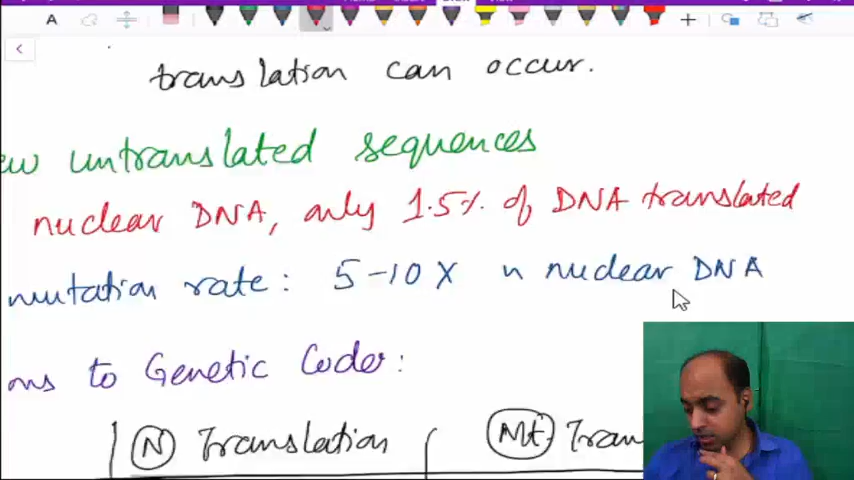 translation can occur.
ew untranslated sequences
nuclear DNA, only 1.5% of DNA translated
mutation rate: 5-10 X n nuclear DNA
ons to Genetic Code:
N Translation Mt. Tran